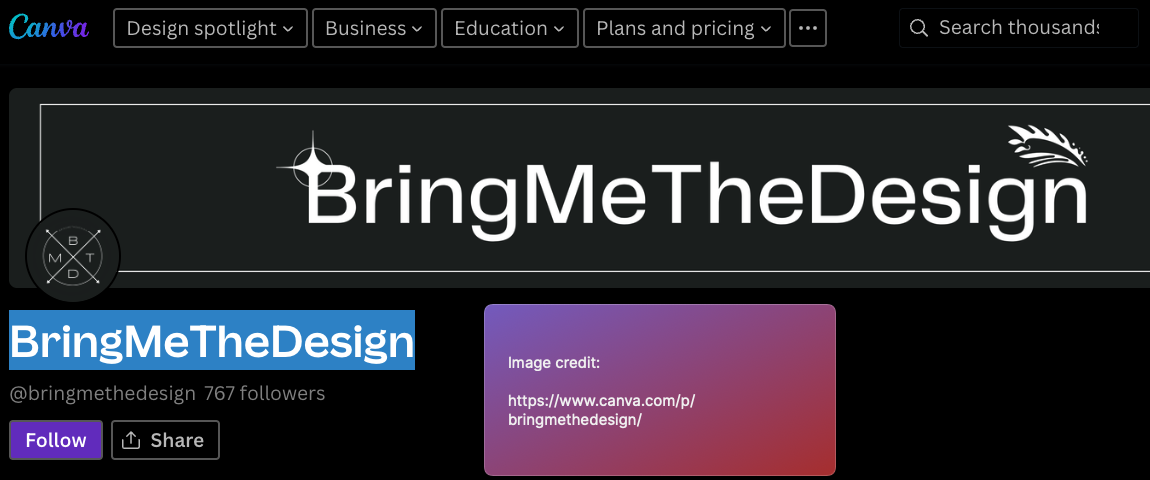 Canva Design spotlight Business Education Plans and pricing ... Search thousands
BringMeTheDesign
B
M T
D
BringMeTheDesign
@bringmethedesign 767 followers
Follow Share
Image credit:
https://www.canva.com/p/
bringmethedesign/